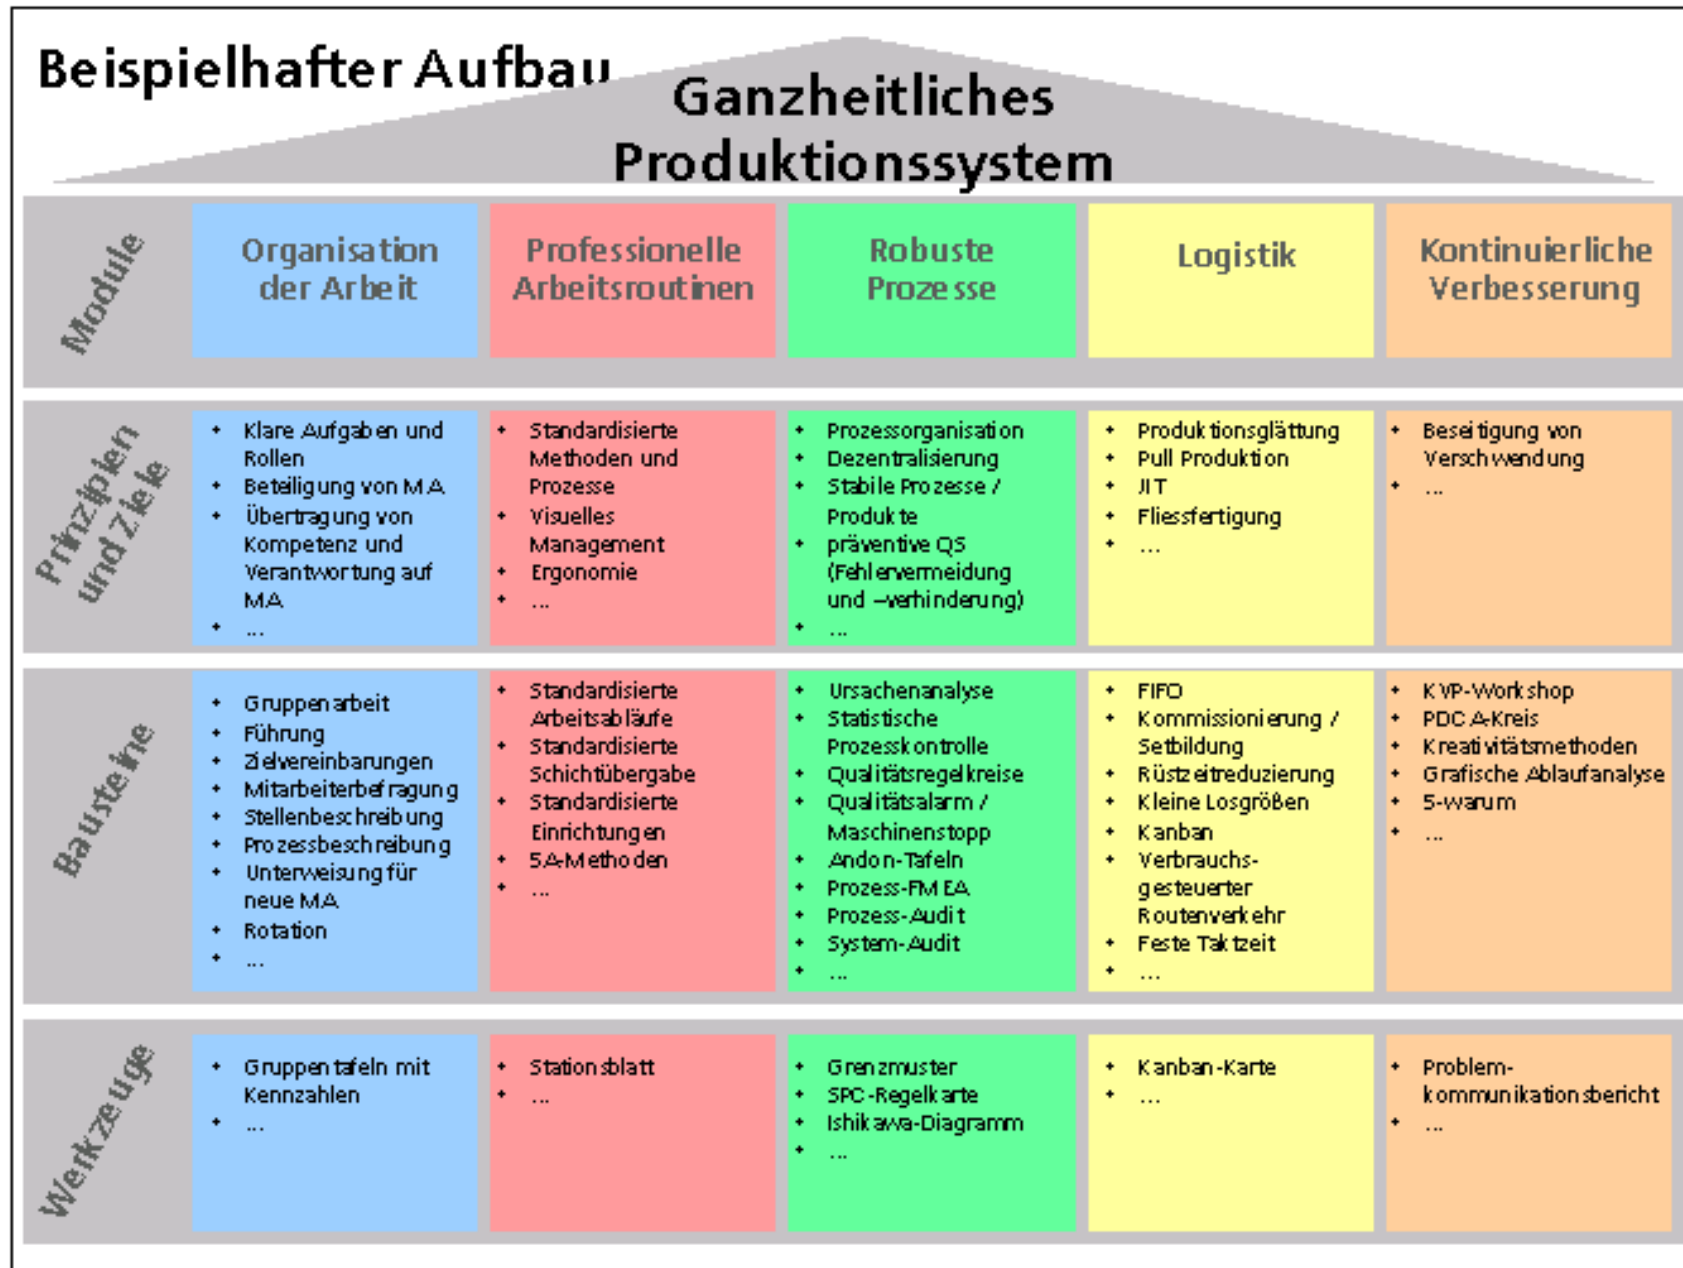 Beispielhafter Aufbau
Ganzheitliches
Produktionssystem
Module
Organisation
der Arbeit
Professionelle
Arbeitsroutinen
Robuste
Prozesse
Logistik
Kontinuierliche
Verbesserung
Prinzipien
und Ziele
• Klare Aufgaben und
Rollen
• Beteiligung von MA
• Übertragung von
Kompetenz und
Verantwortung auf
MA
• ...
• Standardisierte
Methoden und
Prozesse
• Visuelles
Management
• Ergonomie
• ...
• Prozessorganisation
• Dezentralisierung
• Stabile Prozesse /
Produkte
• präventive QS
(Fehlervermeidung
und –verhinderung)
• ...
• Produktionsglättung
• Pull Produktion
• JIT
• Fliessfertigung
• ...
• Beseitigung von
Verschwendung
• ...
Bausteine
• Gruppenarbeit
• Führung
• Zielvereinbarungen
• Mitarbeiterbefragung
• Stellenbeschreibung
• Prozessbeschreibung
• Unterweisung für
neue MA
• Rotation
• ...
• Standardisierte
Arbeitsabläufe
• Standardisierte
Schichtübergabe
• Standardisierte
Einrichtungen
• 5A-Methoden
• ...
• Ursachenanalyse
• Statistische
Prozesskontrolle
• Qualitätsregelkreise
• Qualitätsalarm /
Maschinenstopp
• Andon-Tafeln
• Prozess-FMEA
• Prozess-Audit
• System-Audit
• ...
• FIFO
• Kommissionierung /
Setbildung
• Rüstzeitreduzierung
• Kleine Losgrößen
• Kanban
• Verbrauchs-
gesteuerter
Routenverkehr
• Feste Taktzeit
• ...
• KVP-Workshop
• PDCA-Kreis
• Kreativitätsmethoden
• Grafische Ablaufanalyse
• 5-warum
• ...
Werkzeuge
• Gruppentafeln mit
Kennzahlen
• ...
• Stationsblatt
• ...
• Grenzmuster
• SPC-Regelkarte
• Ishikawa-Diagramm
• ...
• Kanban-Karte
• ...
• Problem-
kommunikationsbericht
• ...